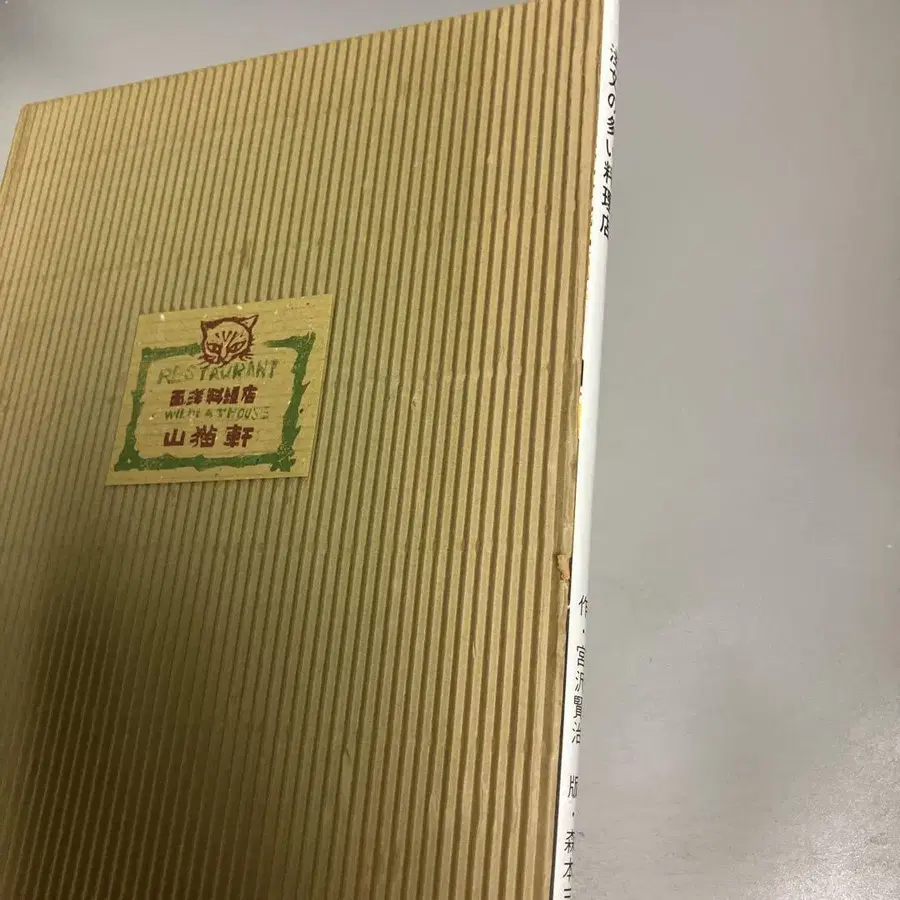 RESTAURANT
西洋料理店
WILDCAT HOUSE
山猫軒
注文の多い料理店
作・宮沢賢治 版・森本三